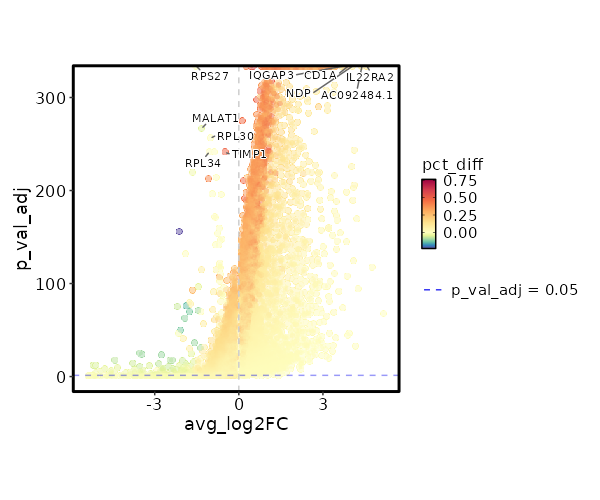 RPS27
IQGAP3
CD1A
IL22RA2
NDP
AC092484.1
MALAT1
RPL30
TIMP1
RPL34
p_val_adj
300
200
100
0
-3
0
3
avg_log2FC
pct_diff
0.75
0.50
0.25
0.00
p_val_adj = 0.05